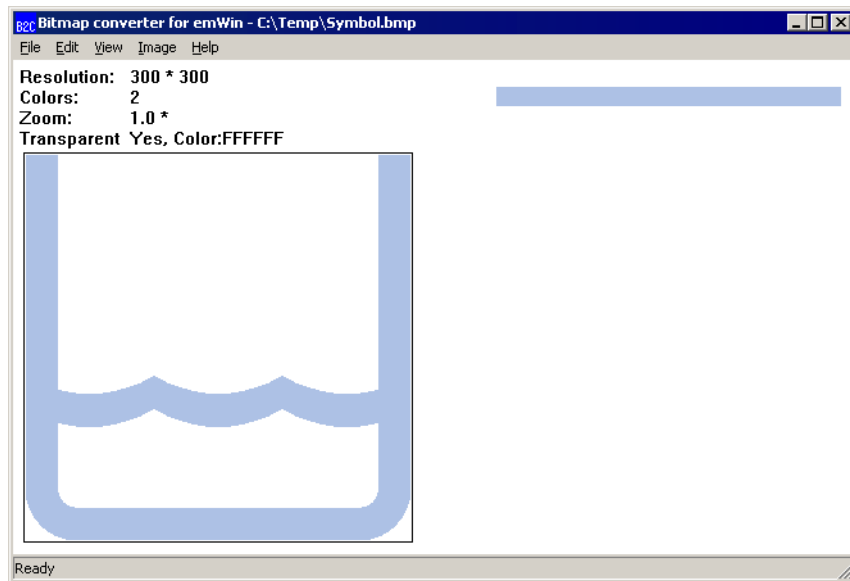 B2C Bitmap converter for emWin - C:\Temp\Symbol.bmp
File Edit View Image Help
Resolution: 300 * 300
Colors: 2
Zoom: 1.0 *
Transparent Yes, Color:FFFFFF
Ready